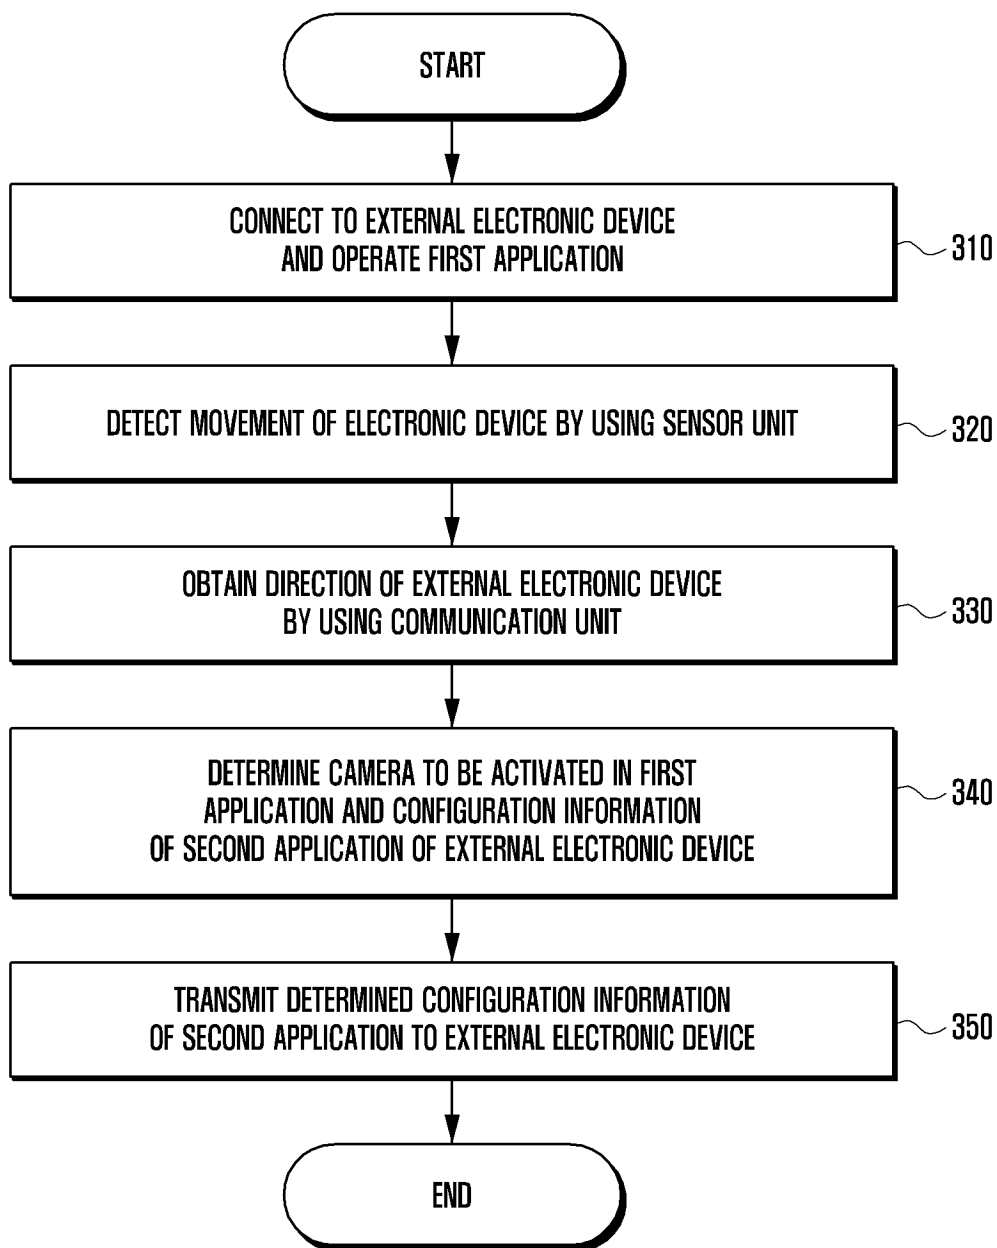 START
CONNECT TO EXTERNAL ELECTRONIC DEVICE
AND OPERATE FIRST APPLICATION
310
DETECT MOVEMENT OF ELECTRONIC DEVICE BY USING SENSOR UNIT
320
OBTAIN DIRECTION OF EXTERNAL ELECTRONIC DEVICE
BY USING COMMUNICATION UNIT
330
DETERMINE CAMERA TO BE ACTIVATED IN FIRST
APPLICATION AND CONFIGURATION INFORMATION
OF SECOND APPLICATION OF EXTERNAL ELECTRONIC DEVICE
340
TRANSMIT DETERMINED CONFIGURATION INFORMATION
OF SECOND APPLICATION TO EXTERNAL ELECTRONIC DEVICE
350
END